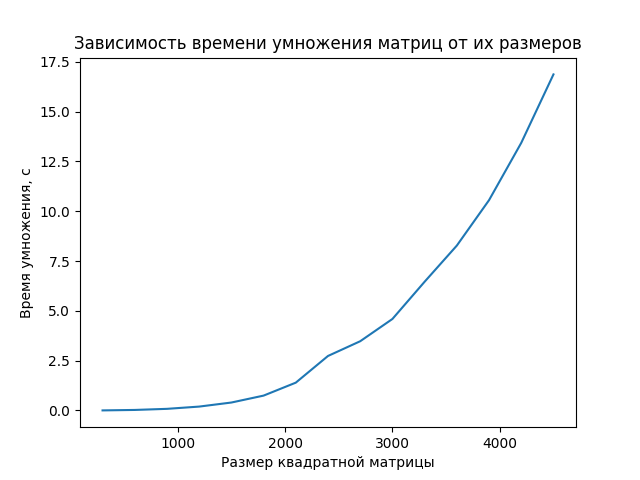 Зависимость времени умножения матриц от их размеров
17.5
15.0
12.5
10.0
7.5
5.0
2.5
0.0
Время умножения, с
1000 2000 3000 4000
Размер квадратной матрицы